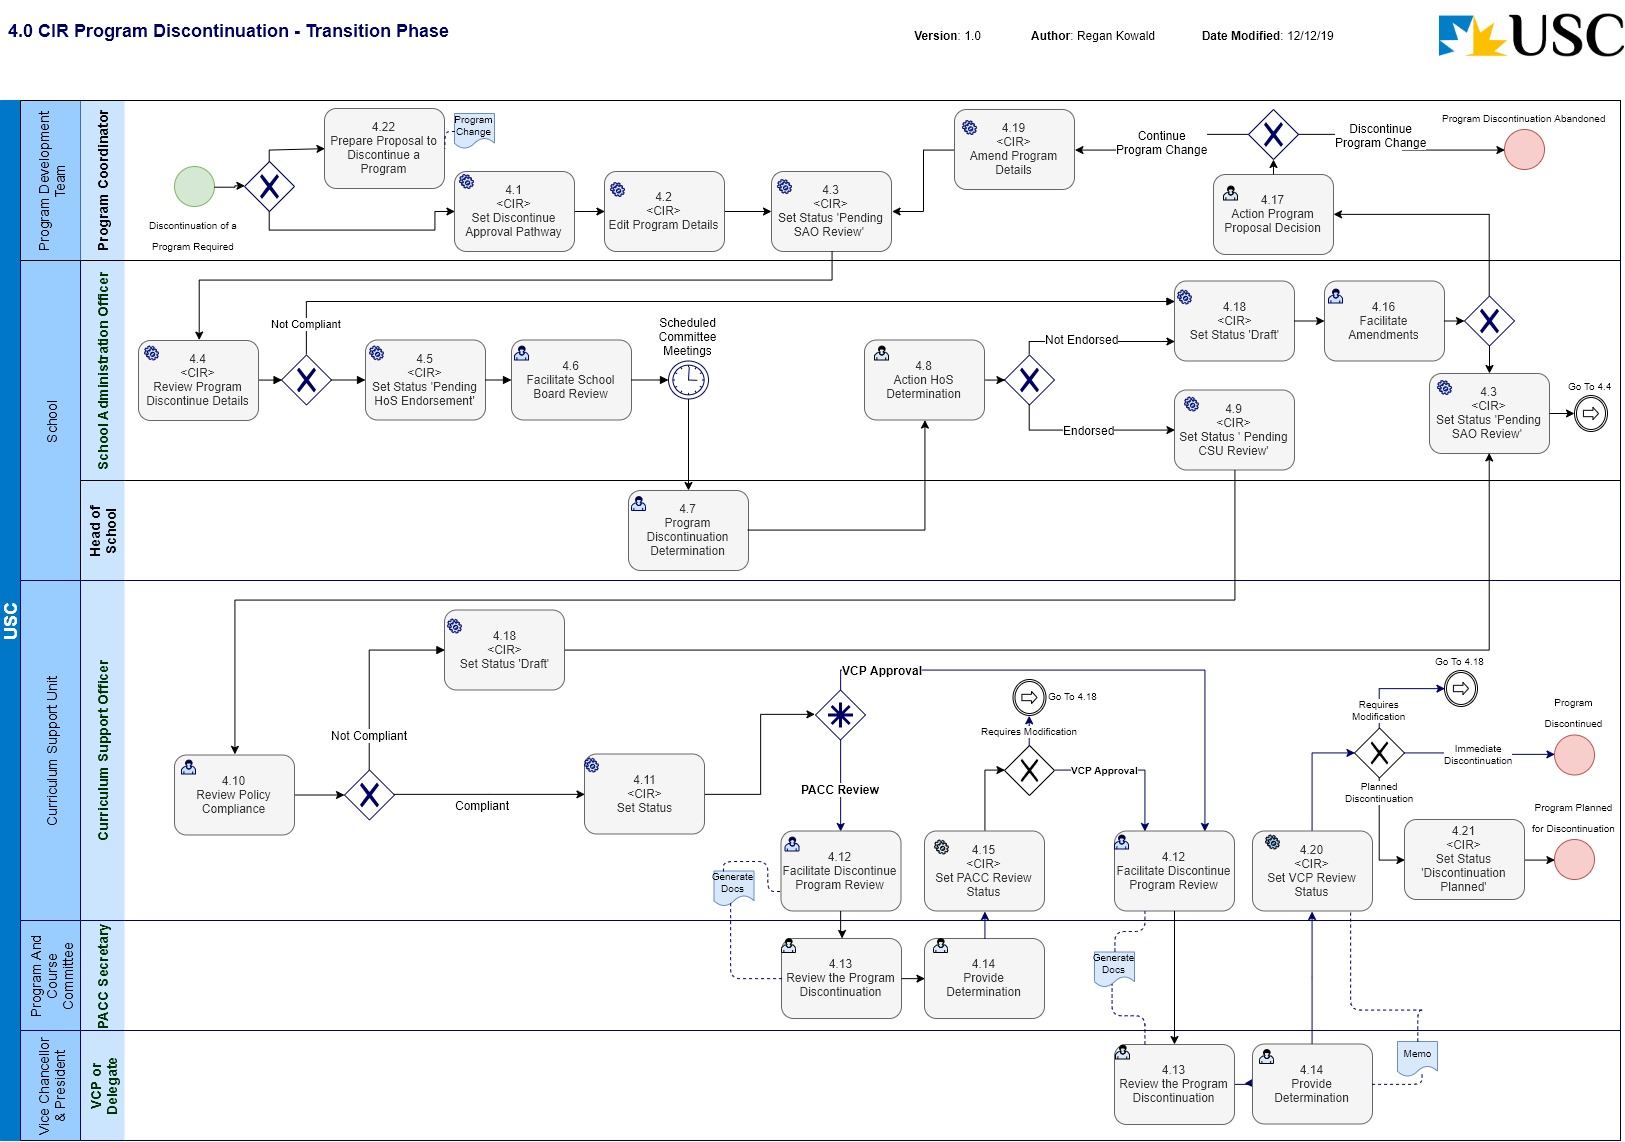 4.0 CIR Program Discontinuation - Transition Phase
Version: 1.0
Author: Regan Kowald
Date Modified: 12/12/19
USC
USC
Program Development
Team
Program Coordinator
Discontinuation of a
Program Required
4.22
Prepare Proposal to
Discontinue a
Program
Program
Change
4.1
<CIR>
Set Discontinue
Approval Pathway
4.2
<CIR>
Edit Program Details
4.3
<CIR>
Set Status 'Pending
SAO Review'
4.19
<CIR>
Amend Program
Details
Continue
Program Change
Discontinue
Program Change
Program Discontinuation Abandoned
4.17
Action Program
Proposal Decision
School
School Administration Officer
Not Compliant
4.4
<CIR>
Review Program
Discontinue Details
4.5
<CIR>
Set Status 'Pending
HoS Endorsement'
4.6
Facilitate School
Board Review
Scheduled
Committee
Meetings
4.8
Action HoS
Determination
Not Endorsed
Endorsed
4.18
<CIR>
Set Status 'Draft'
4.16
Facilitate
Amendments
4.9
<CIR>
Set Status ' Pending
CSU Review'
4.3
<CIR>
Set Status 'Pending
SAO Review'
Go To 4.4
Head of
School
4.7
Program
Discontinuation
Determination
Curriculum Support Unit
Curriculum Support Officer
4.18
<CIR>
Set Status 'Draft'
Not Compliant
4.10
Review Policy
Compliance
Compliant
4.11
<CIR>
Set Status
VCP Approval
PACC Review
Go To 4.18
Requires Modification
VCP Approval
Go To 4.18
Requires
Modification
Immediate
Discontinuation
Program
Discontinued
Planned
Discontinuation
Program Planned
for Discontinuation
4.12
Facilitate Discontinue
Program Review
Generate
Docs
4.15
<CIR>
Set PACC Review
Status
4.12
Facilitate Discontinue
Program Review
4.20
<CIR>
Set VCP Review
Status
4.21
<CIR>
Set Status
'Discontinuation
Planned'
Program And
Course
Committee
PACC Secretary
4.13
Review the Program
Discontinuation
4.14
Provide
Determination
Generate
Docs
Vice Chancellor
& President
VCP or
Delegate
4.13
Review the Program
Discontinuation
4.14
Provide
Determination
Memo